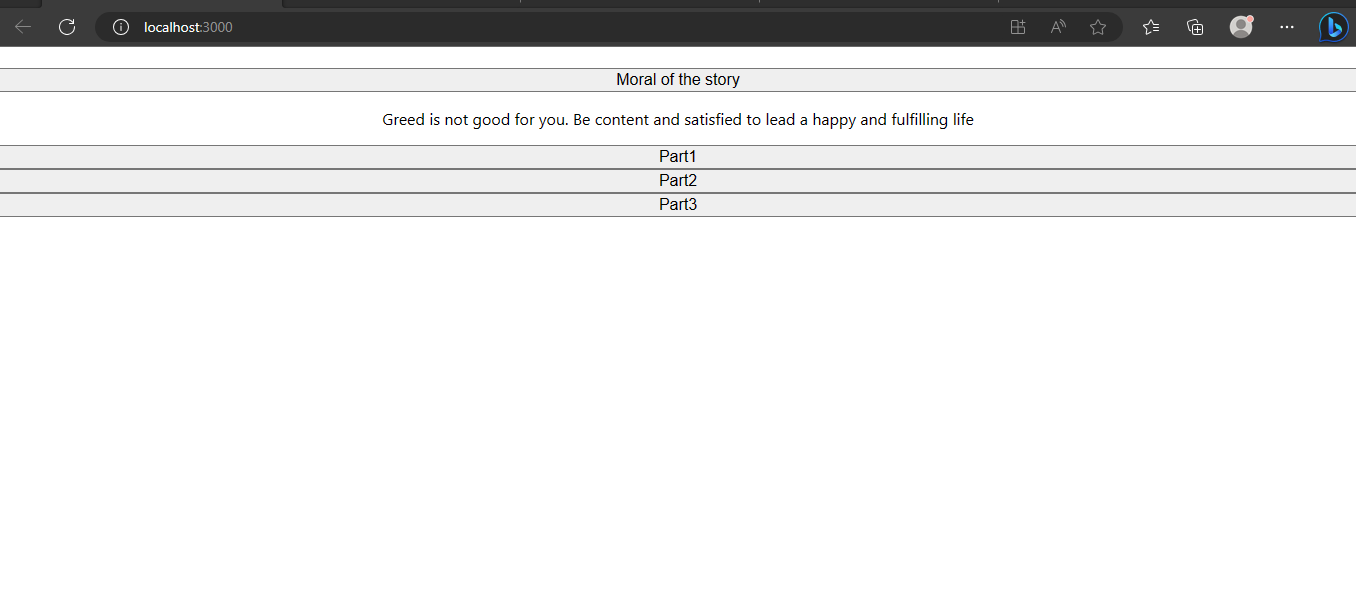 localhost:3000
Moral of the story
Greed is not good for you. Be content and satisfied to lead a happy and fulfilling life
Part1
Part2
Part3